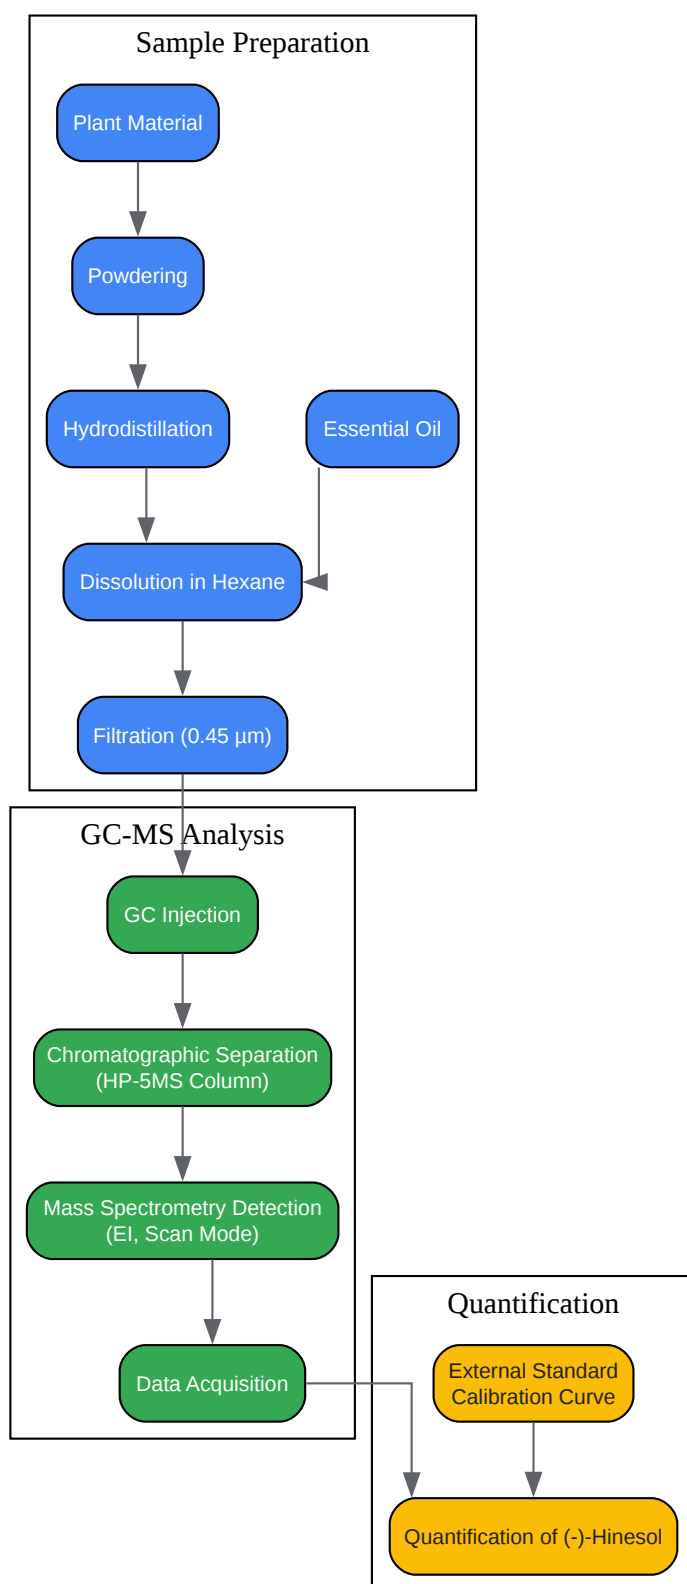 Sample Preparation
Plant Material
Powdering
Hydrodistillation
Essential Oil
Dissolution in Hexane
Filtration (0.45 µm)
GC-MS Analysis
GC Injection
Chromatographic Separation
(HP-5MS Column)
Mass Spectrometry Detection
(EI, Scan Mode)
Data Acquisition
Quantification
External Standard
Calibration Curve
Quantification of (-)-Hinesol